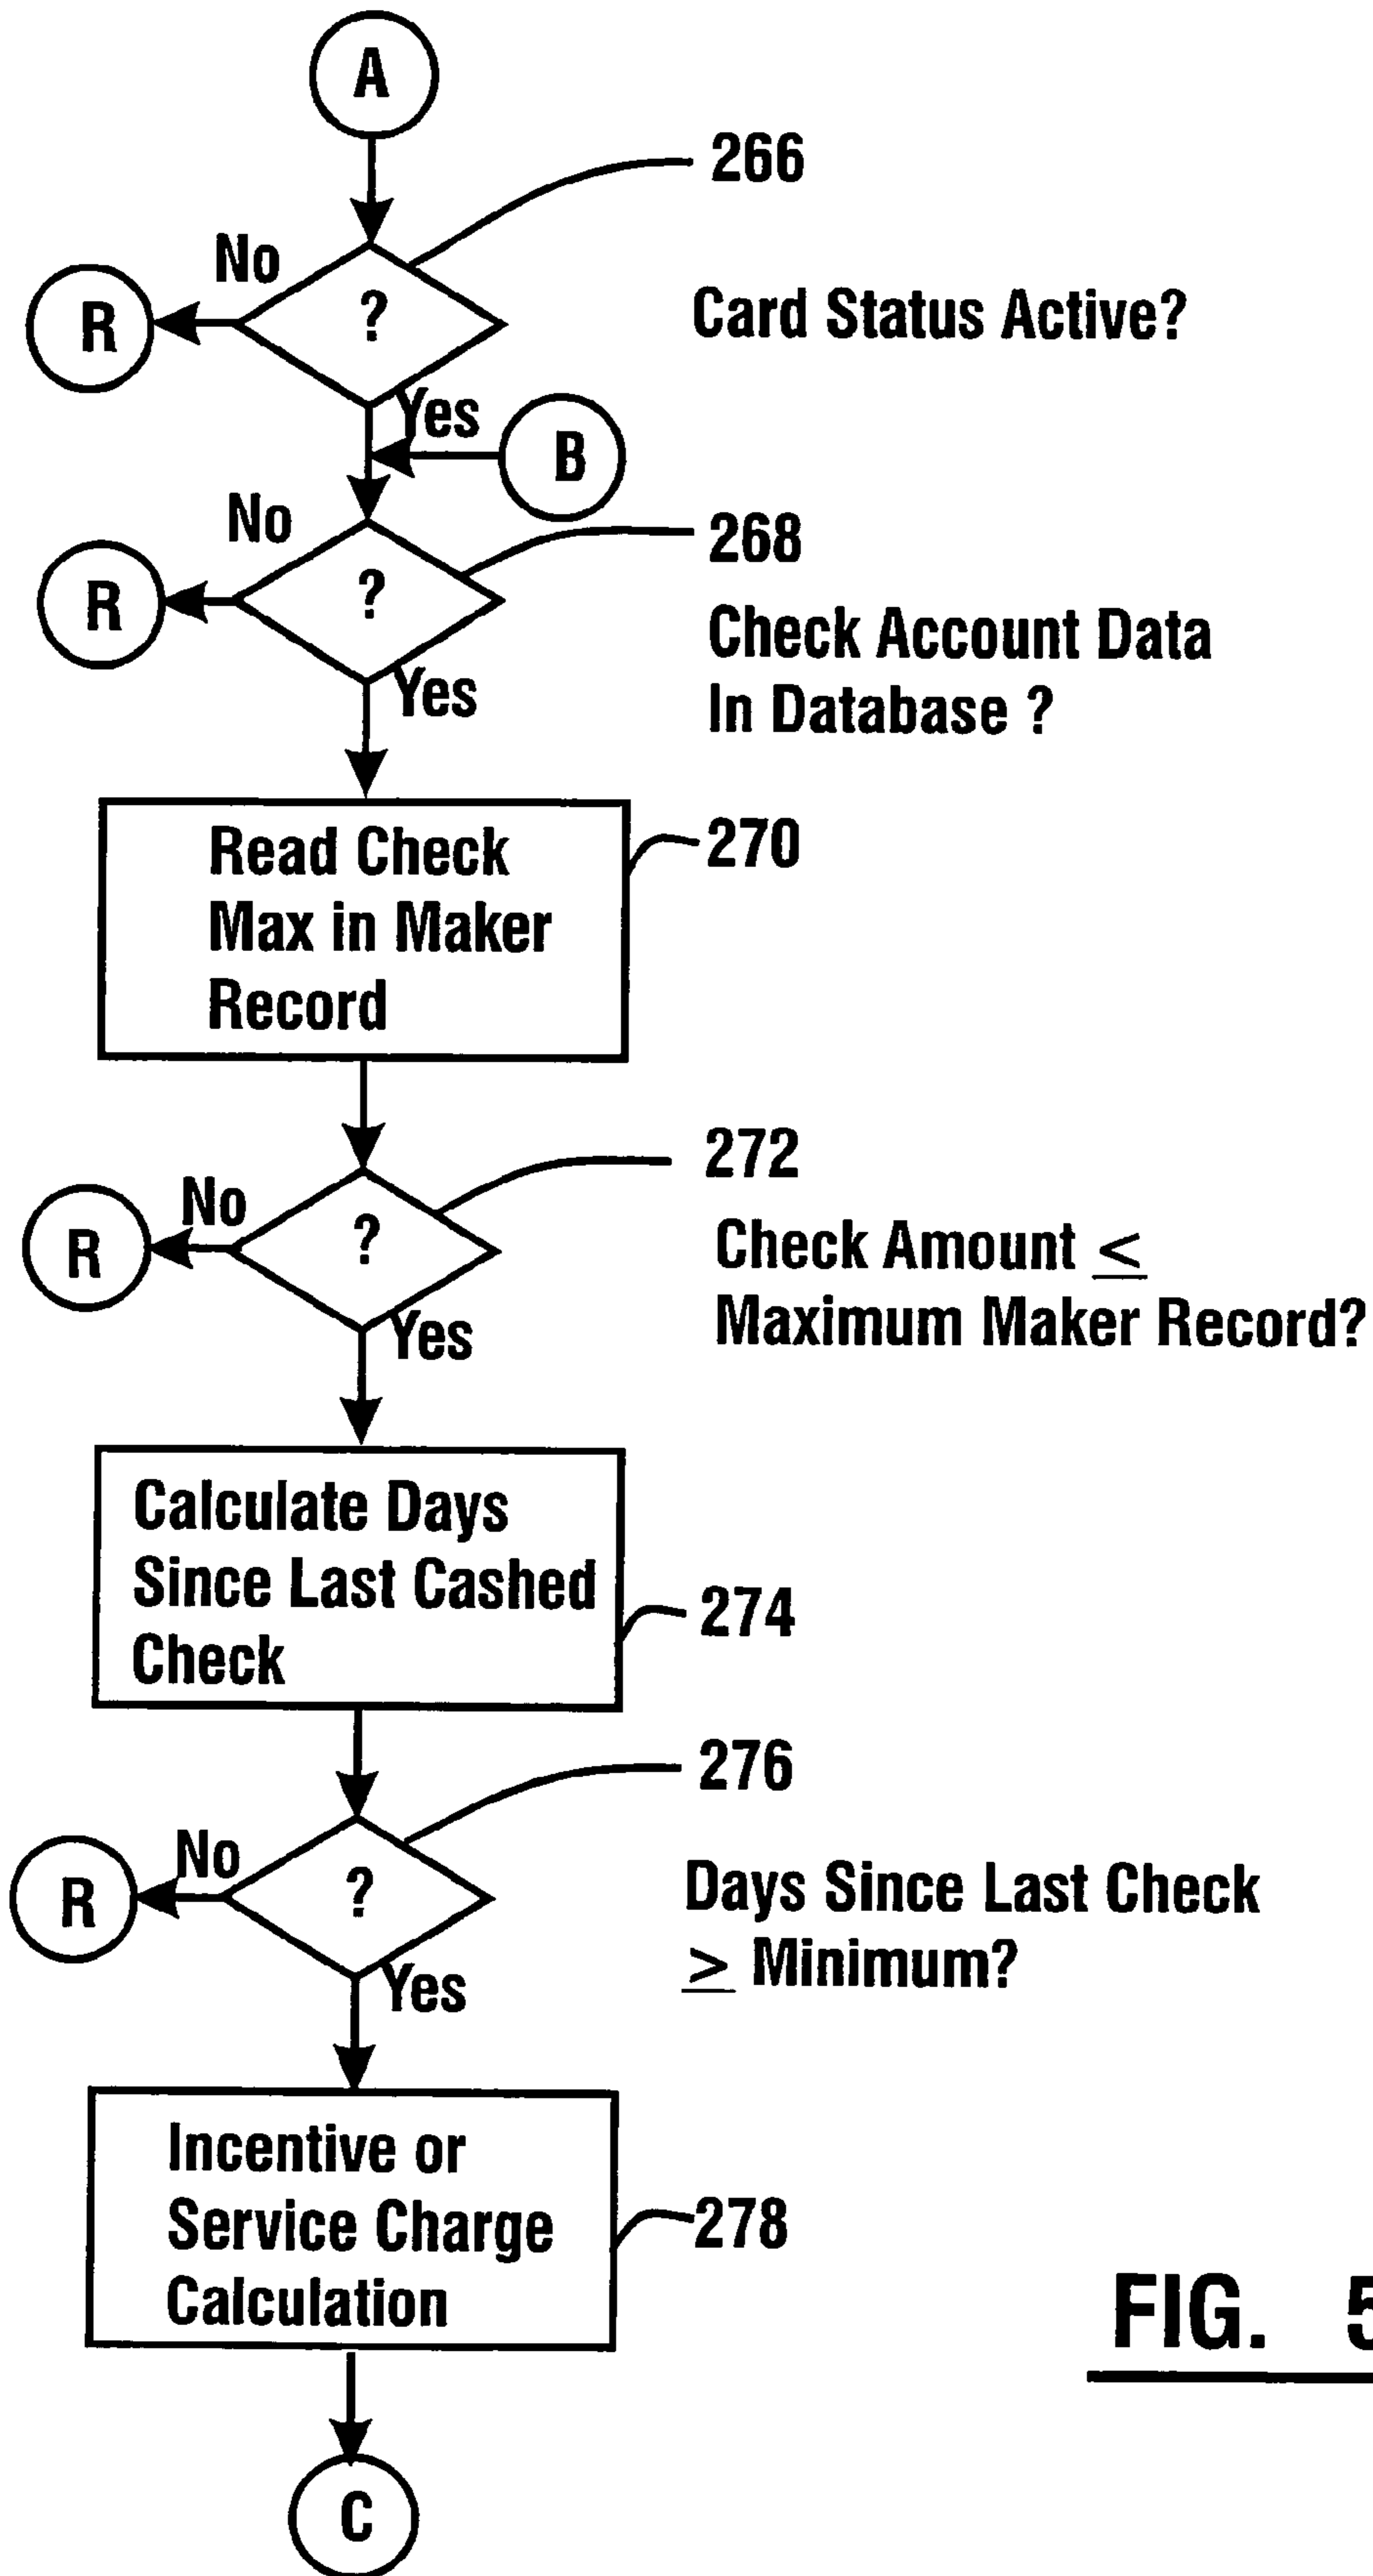 A
266
No
R
?
Card Status Active?
Yes
B
No
268
R
?
Check Account Data
In Database ?
Yes
Read Check
Max in Maker
Record
270
272
No
R
?
Check Amount ≤
Maximum Maker Record?
Yes
Calculate Days
Since Last Cashed
Check
274
276
No
R
?
Days Since Last Check
≥ Minimum?
Yes
Incentive or
Service Charge
Calculation
278
FIG. 5
C